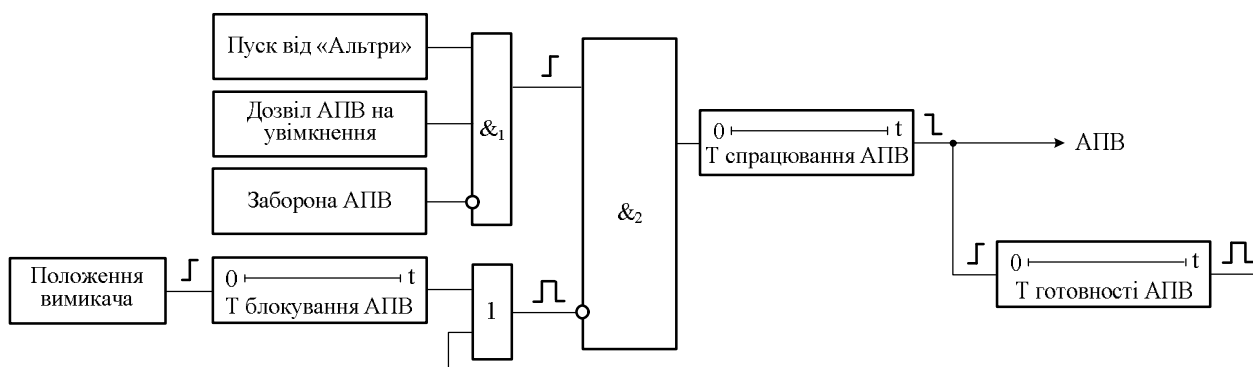 Пуск від «Альтри»
Дозвіл АПВ на
увімкнення
Заборона АПВ
&₁
Положення
вимикача
0 t
Т блокування АПВ
1
&₂
0 t
Т спрацювання АПВ
АПВ
0 t
Т готовності АПВ